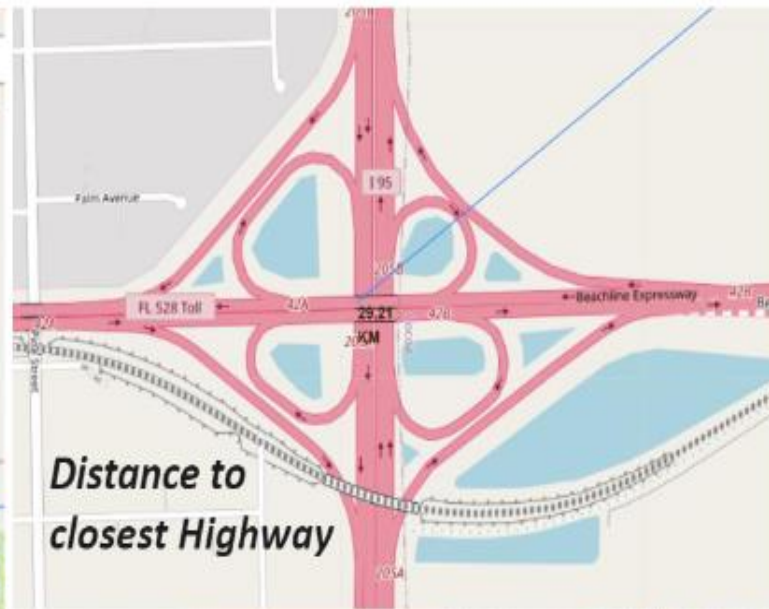 I 95
Palm Avenue
205B
Beachline Expressway
42B
FL 528 Toll
42A
29.21
42B
KM
Distance to
closest Highway
205A